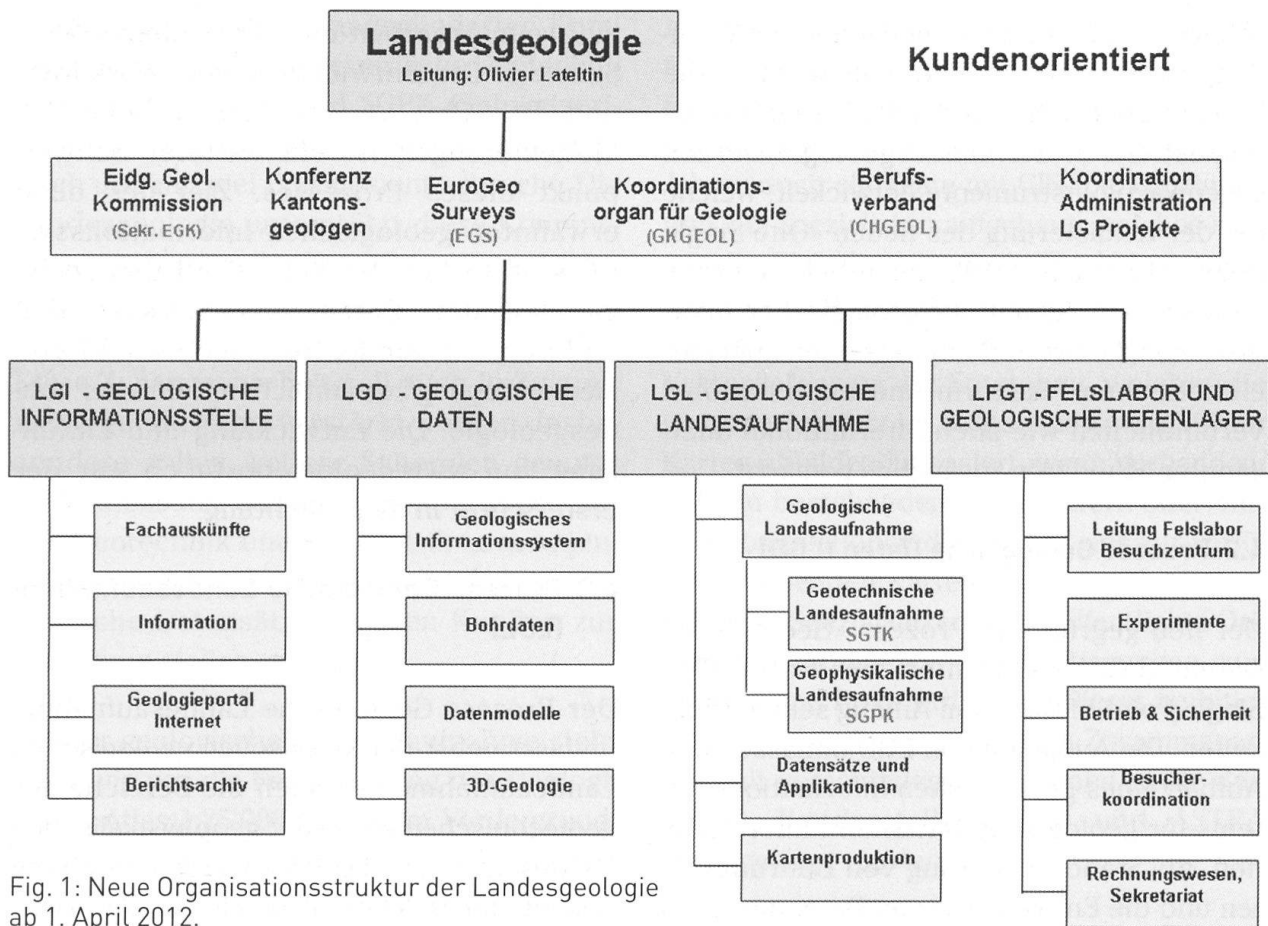 Landesgeologie
Leitung: Olivier Lateltin
Kundenorientiert
Eidg. Geol.
Kommission
(Sekr. EGK)
Konferenz
Kantons-
geologen
EuroGeo
Surveys
(EGS)
Koordinations-
organ für Geologie
(GKGEOL)
Berufs-
verband
(CHGEOL)
Koordination
Administration
LG Projekte
LGI - GEOLOGISCHE
INFORMATIONSSTELLE
Fachauskünfte
Information
Geologieportal
Internet
Berichtsarchiv
LGD - GEOLOGISCHE
DATEN
Geologisches
Informationssystem
Bohrdaten
Datenmodelle
3D-Geologie
LGL - GEOLOGISCHE
LANDESAUFNAHME
Geologische
Landesaufnahme
Geotechnische
Landesaufnahme
SGTK
Geophysikalische
Landesaufnahme
SGPK
Datensätze und
Applikationen
Kartenproduktion
LFG - FELSLABOR UND
GEOLOGISCHE TIEFENLAGER
Leitung Felslabor
Besuchzentrum
Experimente
Betrieb & Sicherheit
Besucher-
koordination
Rechnungswesen,
Sekretariat
Fig. 1: Neue Organisationsstruktur der Landesgeologie
ab 1. April 2012.